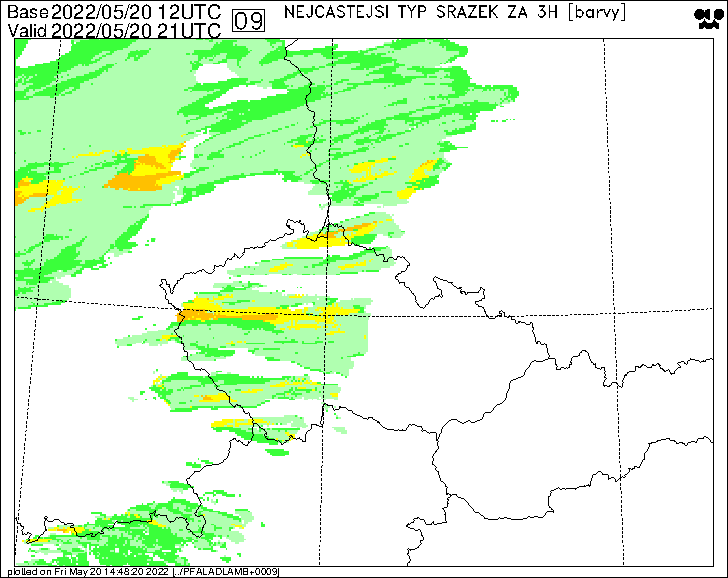 Base 2022/05/20 12UTC
Valid 2022/05/20 21UTC
09
NEJCASTEJSI TYP SRAZEK ZA 3H [barvy]
plotted on Fri May 20 14:48:20 2022 [../PFALADLAMB+0009]